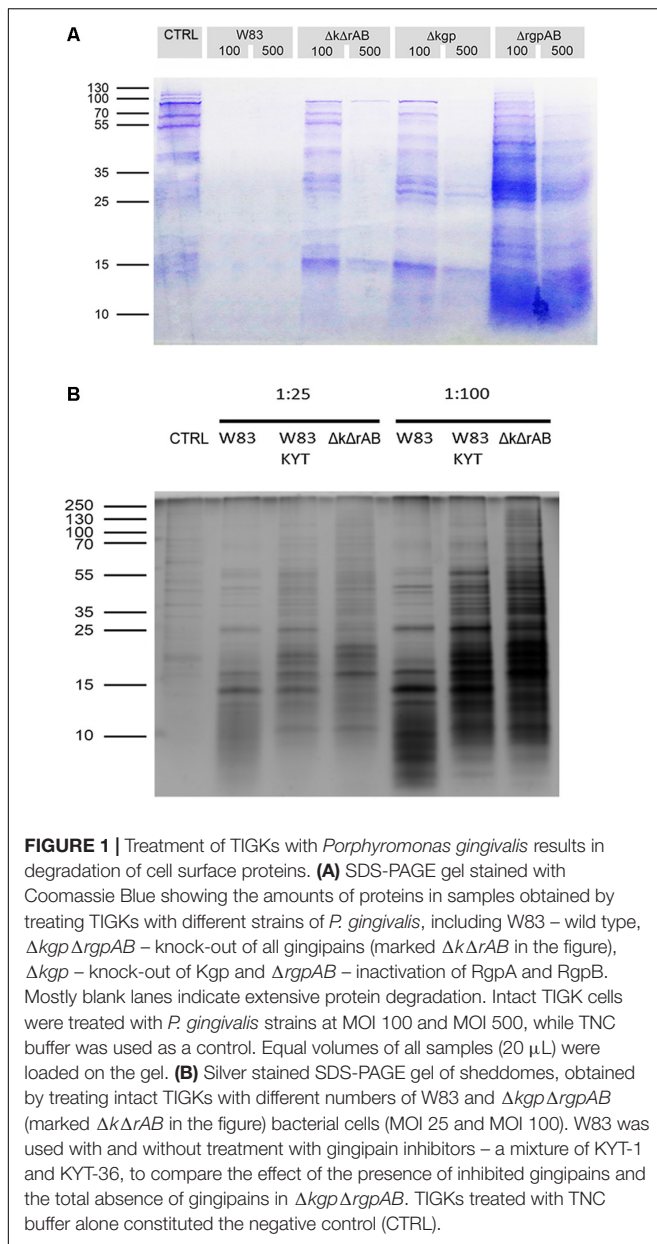 A
CTRL W83 ΔkΔrAB Δkgp ΔrgpAB
100 500 100 500 100 500 100 500
130
100
70
55
35
25
15
10
B
1:25 1:100
CTRL W83 W83 ΔkΔrAB W83 W83 ΔkΔrAB
KYT KYT
250
130
100
70
55
35
25
15
10
FIGURE 1 | Treatment of TIGKs with Porphyromonas gingivalis results in
degradation of cell surface proteins. (A) SDS-PAGE gel stained with
Coomassie Blue showing the amounts of proteins in samples obtained by
treating TIGKs with different strains of P. gingivalis, including W83 – wild type,
ΔkgpΔrgpAB – knock-out of all gingipains (marked ΔkΔrAB in the figure),
Δkgp – knock-out of Kgp and ΔrgpAB – inactivation of RgpA and RgpB.
Mostly blank lanes indicate extensive protein degradation. Intact TIGK cells
were treated with P. gingivalis strains at MOI 100 and MOI 500, while TNC
buffer was used as a control. Equal volumes of all samples (20 μL) were
loaded on the gel. (B) Silver stained SDS-PAGE gel of sheddomes, obtained
by treating intact TIGKs with different numbers of W83 and ΔkgpΔrgpAB
(marked ΔkΔrAB in the figure) bacterial cells (MOI 25 and MOI 100). W83 was
used with and without treatment with gingipain inhibitors – a mixture of KYT-1
and KYT-36, to compare the effect of the presence of inhibited gingipains and
the total absence of gingipains in ΔkgpΔrgpAB. TIGKs treated with TNC
buffer alone constituted the negative control (CTRL).